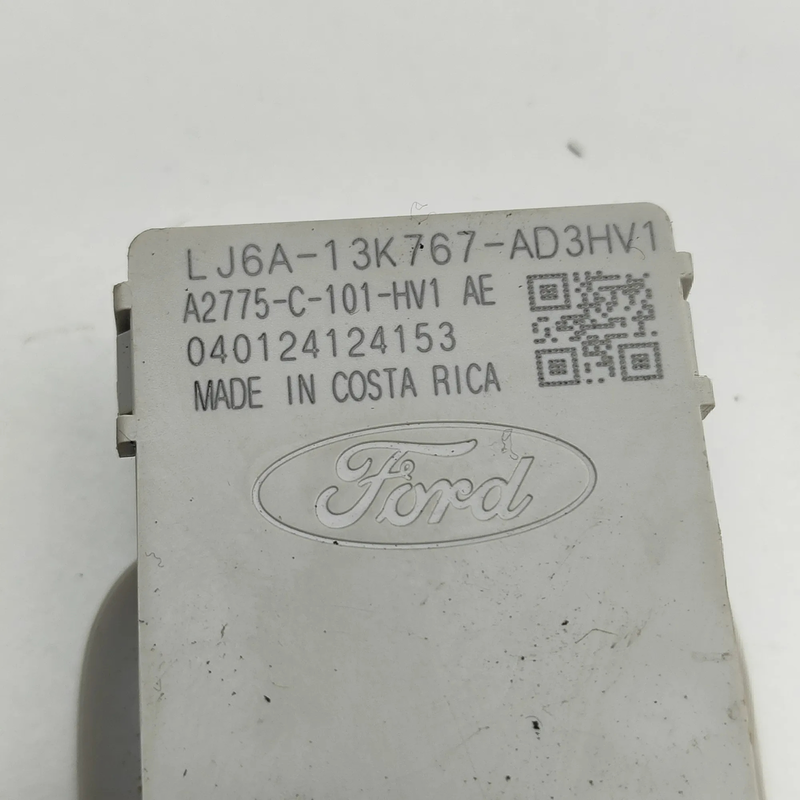 LJ6A-13K767-AD3HV1
A2775-C-101-HV1 AE
040124124153
MADE IN COSTA RICA
Ford